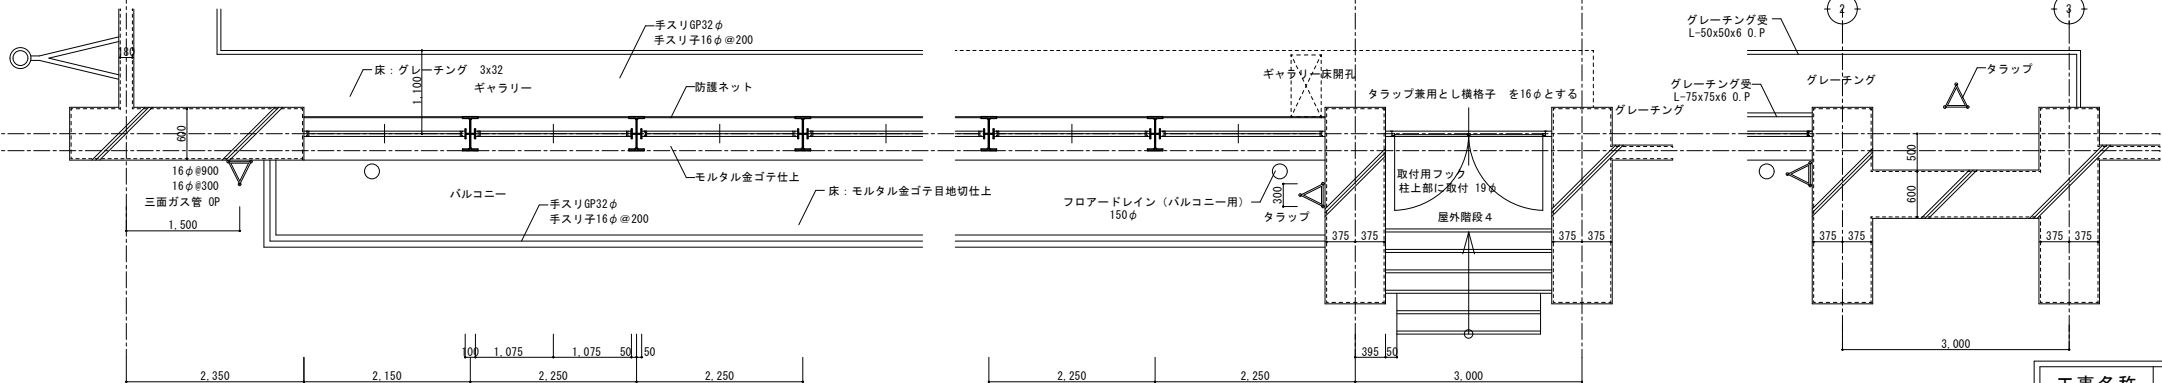 手スリGP32φ
手スリ子16φ@200
180
床：グレーチング 3x32
ギャラリー
1,100
防護ネット
600
16φ@900
16φ@300
三面ガス管 OP
1,500
バルコニー
モルタル金ゴテ仕上
手スリGP32φ
手スリ子16φ@200
床：モルタル金ゴテ目地切仕上
100
1,075
1,075
50
50
2,350
2,150
2,250
2,250
ギャラリー床開孔
タラップ兼用とし横格子 を16φとする
グレーチング
フロアードレイン（バルコニー用）
150φ
300
タラップ
取付用フック
柱上部に取付 19φ
屋外階段４
375
375
375
375
395
50
2,250
2,250
3,000
2
3
グレーチング受
L-50x50x6 O.P
グレーチング受
L-75x75x6 O.P
グレーチング
タラップ
500
600
375
375
375
375
3,000
工事名称